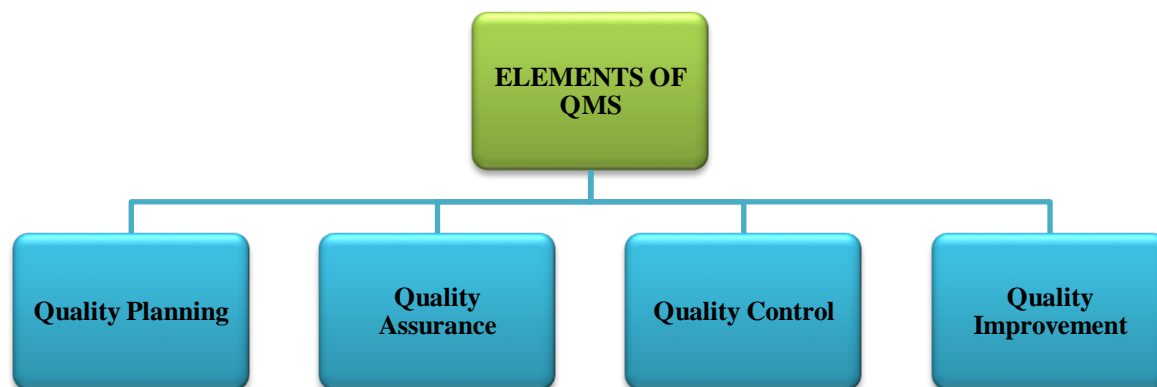 ELEMENTS OF
QMS
Quality Planning
Quality
Assurance
Quality Control
Quality
Improvement